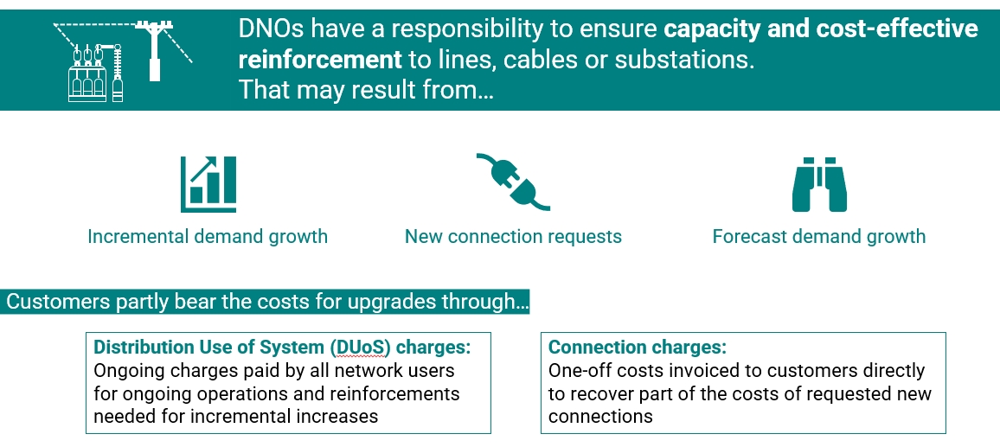 DNOs have a responsibility to ensure capacity and cost-effective
reinforcement to lines, cables or substations.
That may result from…
Incremental demand growth
New connection requests
Forecast demand growth
Customers partly bear the costs for upgrades through…
Distribution Use of System (DUoS) charges:
Ongoing charges paid by all network users
for ongoing operations and reinforcements
needed for incremental increases
Connection charges:
One-off costs invoiced to customers directly
to recover part of the costs of requested new
connections